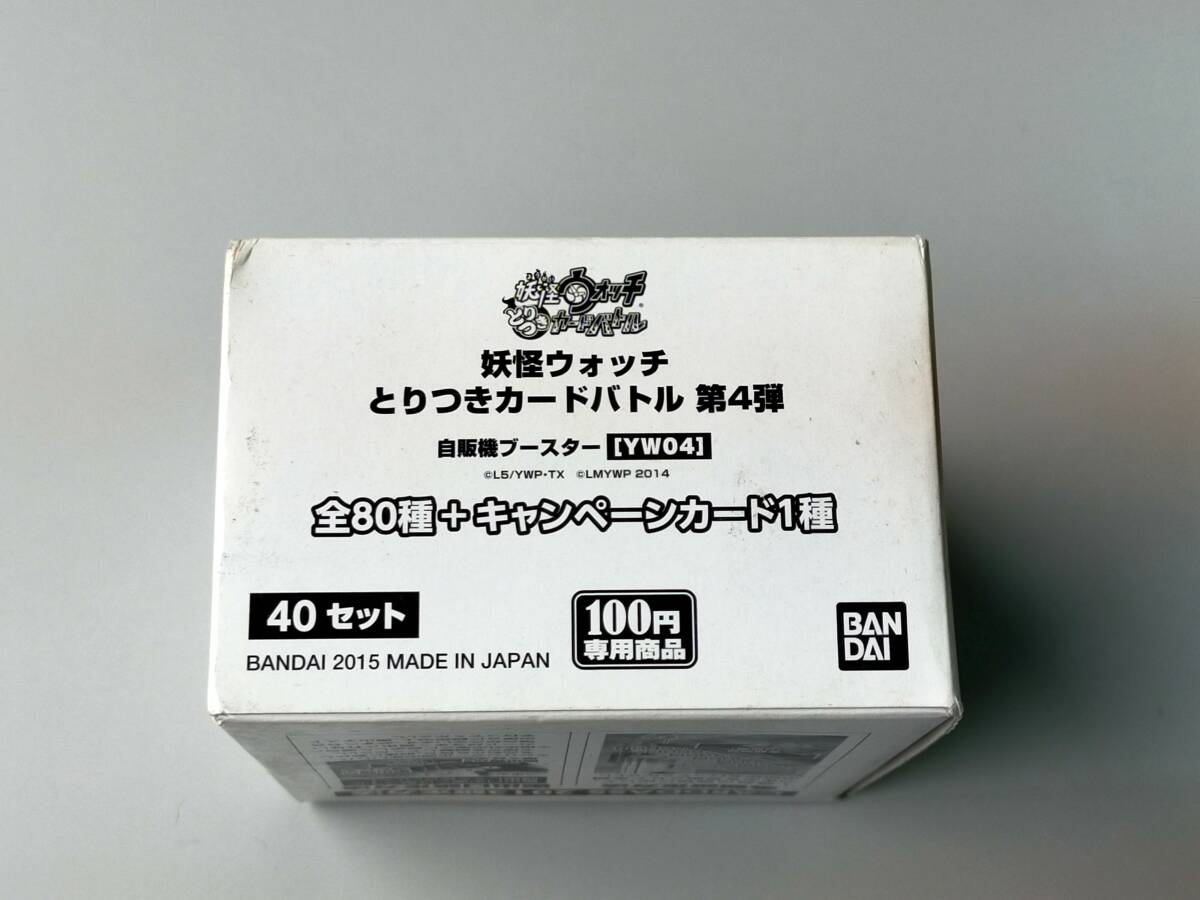 妖怪ウォッチ
とりつきカードバトル
妖怪ウォッチ
とりつきカードバトル 第4弾
自販機ブースター [YW04]
©L5/YWP・TX ©LMYWP 2014
全80種+キャンペーンカード1種
40 セット
100円
専用商品
BANDAI 2015 MADE IN JAPAN
BAN
DAI